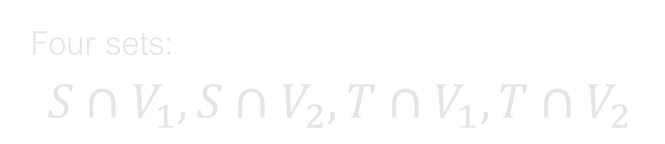 Four sets:
𝑆 ∩ 𝑉₁, 𝑆 ∩ 𝑉₂, 𝑇 ∩ 𝑉₁, 𝑇 ∩ 𝑉₂